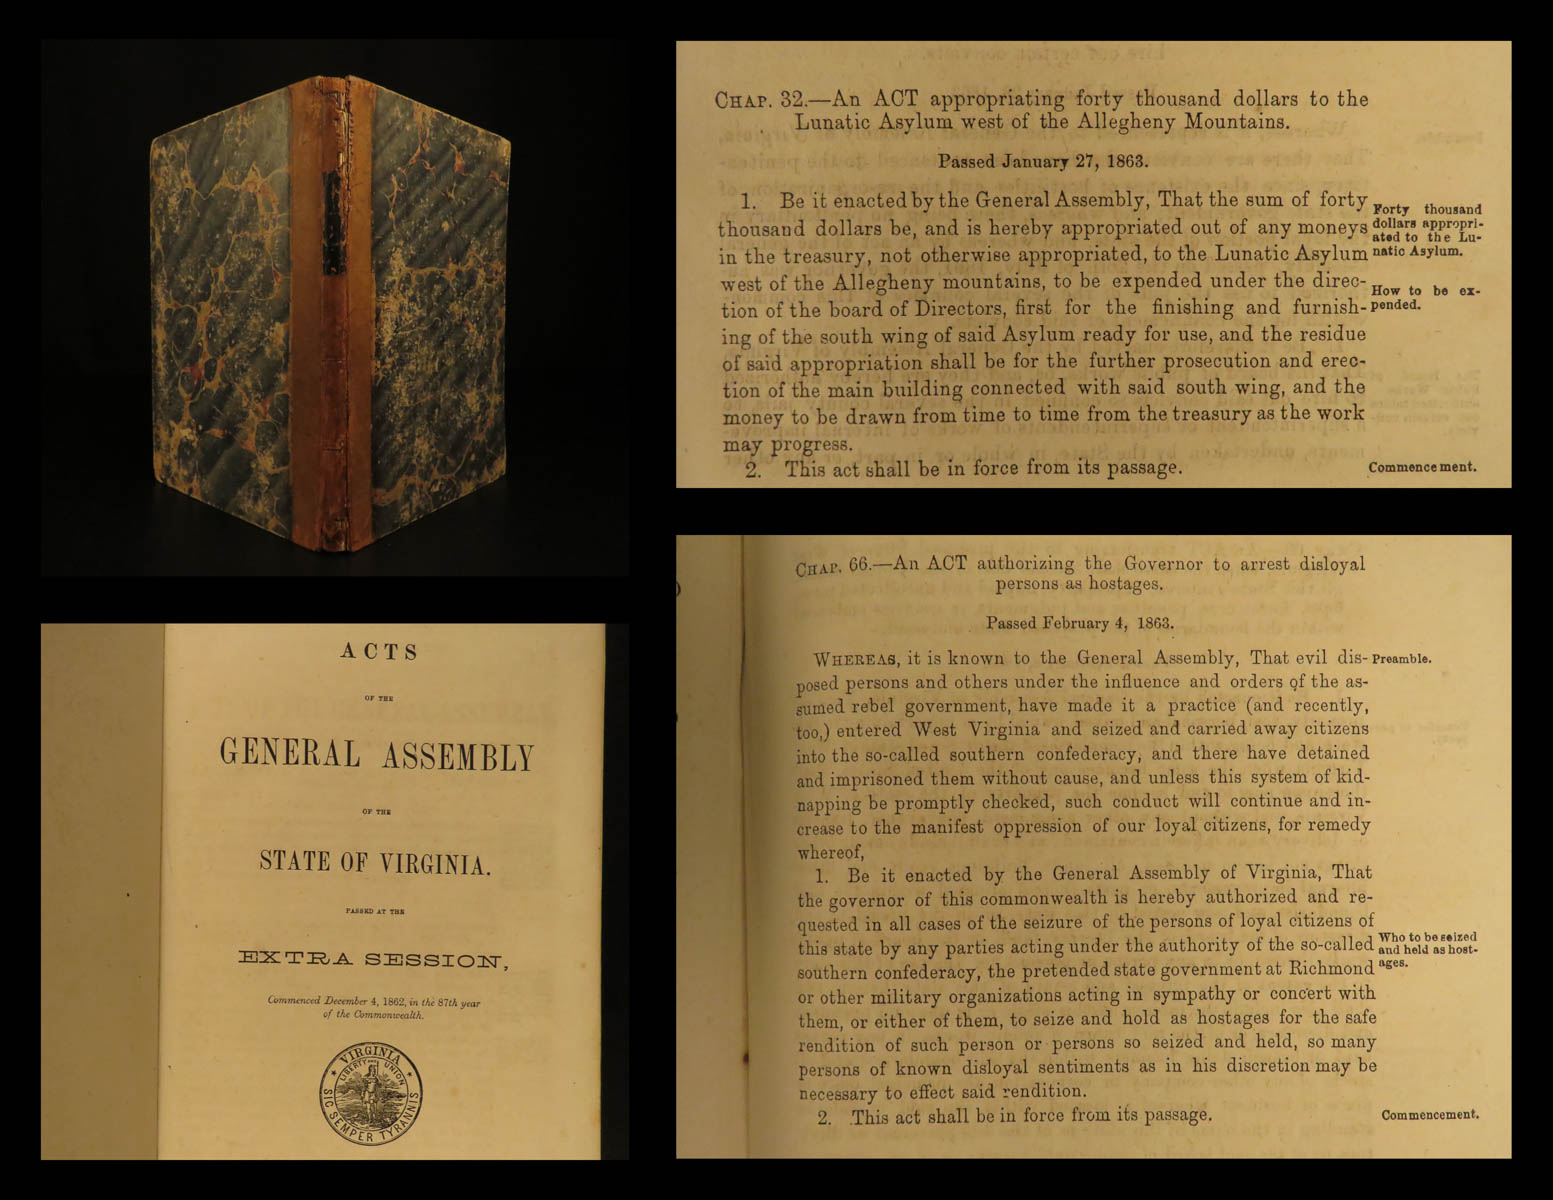 CHAP. 32.—An ACT appropriating forty thousand dollars to the
Lunatic Asylum west of the Allegheny Mountains.
Passed January 27, 1863.
1. Be it enacted by the General Assembly, That the sum of forty
thousand dollars be, and is hereby appropriated out of any moneys
in the treasury, not otherwise appropriated, to the Lunatic Asylum
west of the Allegheny mountains, to be expended under the direc-
tion of the board of Directors, first for the finishing and furnish-
ing of the south wing of said Asylum ready for use, and the residue
of said appropriation shall be for the further prosecution and erec-
tion of the main building connected with said south wing, and the
money to be drawn from time to time from the treasury as the work
may progress.
2. This act shall be in force from its passage.
Forty thousand
dollars appropri-
ated to the Lu-
natic Asylum.
How to be ex-
pended.
Commencement.
ACTS
OF THE
GENERAL ASSEMBLY
OF THE
STATE OF VIRGINIA.
PASSED AT THE
EXTRA SESSION,
Commenced December 4, 1862, in the 87th year
of the Commonwealth.
VIRGINIA
LIBERTY AND UNION
SIC SEMPER TYRANNIS
CHAP. 66.—An ACT authorizing the Governor to arrest disloyal
persons as hostages.
Passed February 4, 1863.
WHEREAS, it is known to the General Assembly, That evil dis-
posed persons and others under the influence and orders of the as-
sumed rebel government, have made it a practice (and recently,
too,) entered West Virginia and seized and carried away citizens
into the so-called southern confederacy, and there have detained
and imprisoned them without cause, and unless this system of kid-
napping be promptly checked, such conduct will continue and in-
crease to the manifest oppression of our loyal citizens, for remedy
whereof,
1. Be it enacted by the General Assembly of Virginia, That
the governor of this commonwealth is hereby authorized and re-
quested in all cases of the seizure of the persons of loyal citizens of
this state by any parties acting under the authority of the so-called
southern confederacy, the pretended state government at Richmond
or other military organizations acting in sympathy or concert with
them, or either of them, to seize and hold as hostages for the safe
rendition of such person or persons so seized and held, so many
persons of known disloyal sentiments as in his discretion may be
necessary to effect said rendition.
2. This act shall be in force from its passage.
Preamble.
Who to be seized
and held as host-
ages.
Commencement.